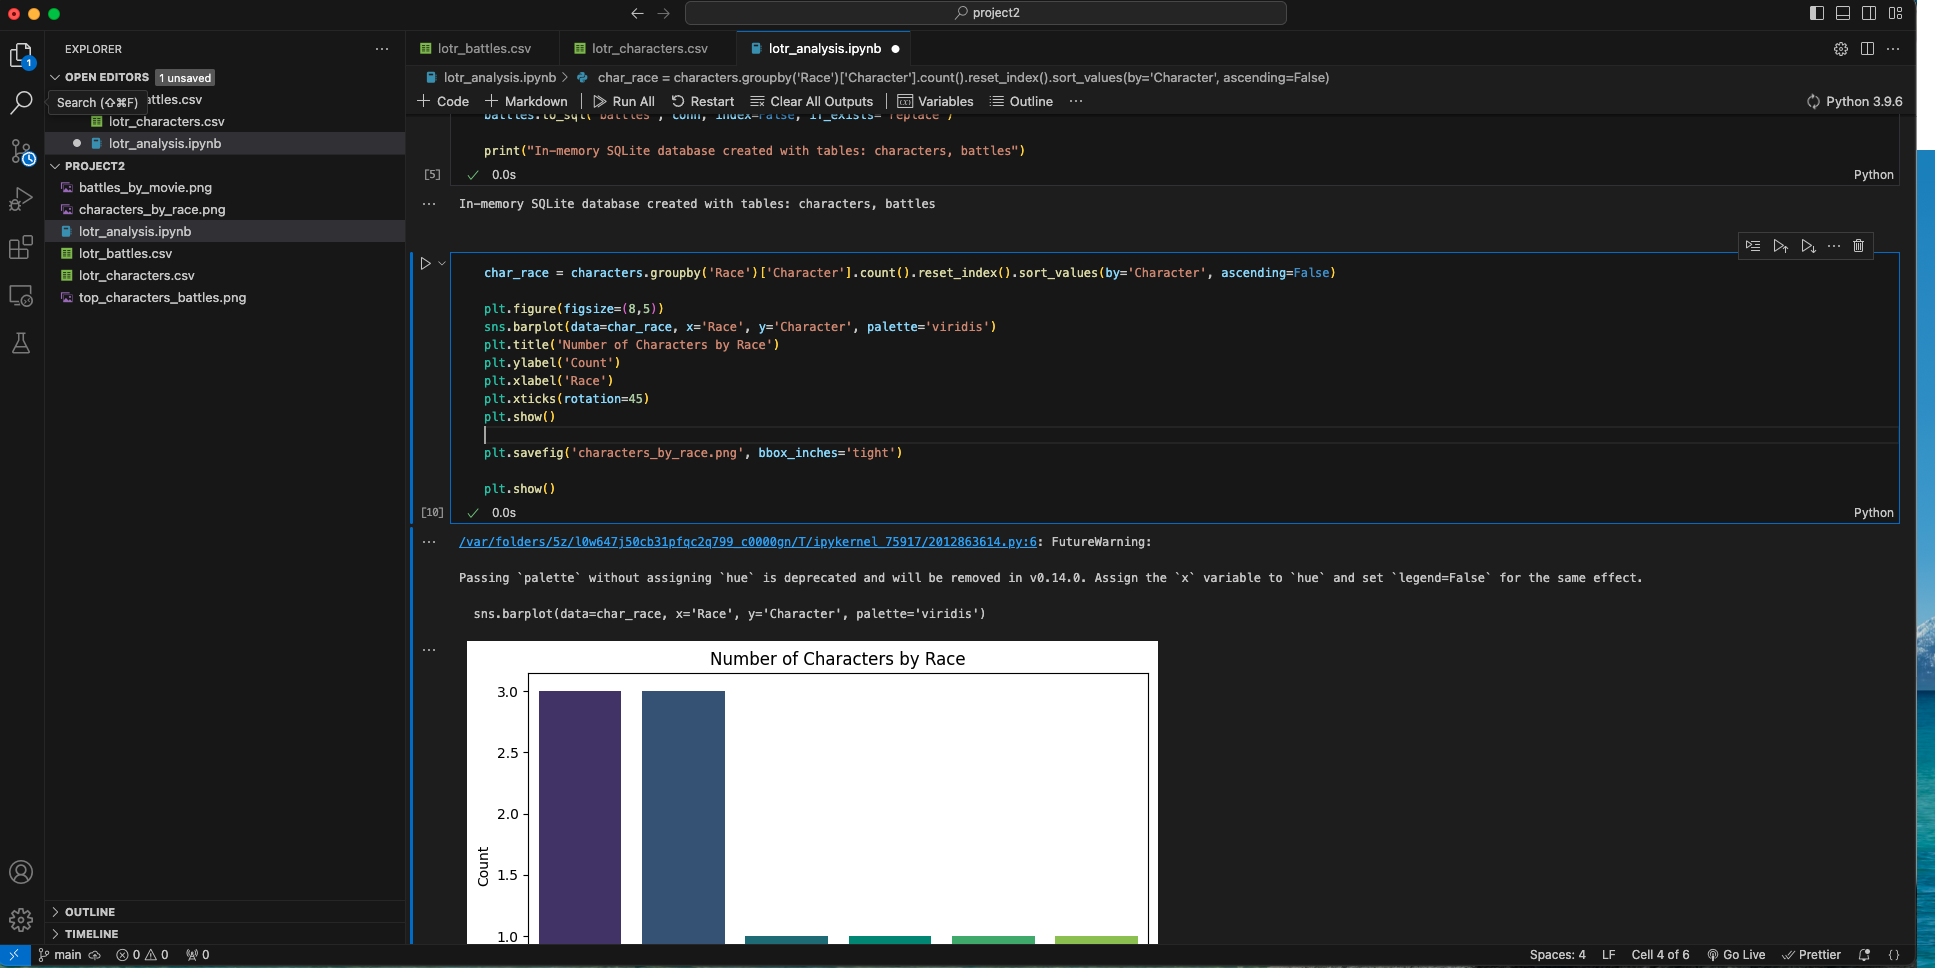 project2
EXPLORER
lotr_battles.csv
lotr_characters.csv
lotr_analysis.ipynb
OPEN EDITORS
1 unsaved
attles.csv
Search (⇧⌘F)
lotr_characters.csv
lotr_analysis.ipynb
PROJECT2
battles_by_movie.png
characters_by_race.png
lotr_analysis.ipynb
lotr_battles.csv
lotr_characters.csv
top_characters_battles.png
OUTLINE
TIMELINE
lotr_analysis.ipynb > char_race = characters.groupby('Race')['Character'].count().reset_index().sort_values(by='Character', ascending=False)
+ Code + Markdown | Run All Restart Clear All Outputs | Variables Outline ... Python 3.9.6
battles.to_sql('battles', conn, index=False, if_exists='replace')
print("In-memory SQLite database created with tables: characters, battles")
[5] 0.0s Python
In-memory SQLite database created with tables: characters, battles
char_race = characters.groupby('Race')['Character'].count().reset_index().sort_values(by='Character', ascending=False)
plt.figure(figsize=(8,5))
sns.barplot(data=char_race, x='Race', y='Character', palette='viridis')
plt.title('Number of Characters by Race')
plt.ylabel('Count')
plt.xlabel('Race')
plt.xticks(rotation=45)
plt.show()
plt.savefig('characters_by_race.png', bbox_inches='tight')
plt.show()
[10] 0.0s Python
/var/folders/5z/l0w647j50cb31pfqc2q799_c0000gn/T/ipykernel_75917/2012863614.py:6: FutureWarning:
Passing `palette` without assigning `hue` is deprecated and will be removed in v0.14.0. Assign the `x` variable to `hue` and set `legend=False` for the same effect.
sns.barplot(data=char_race, x='Race', y='Character', palette='viridis')
Number of Characters by Race
3.0
2.5
2.0
1.5
1.0
Count
main 0 0 0 Spaces: 4 LF Cell 4 of 6 Go Live Prettier {}
1